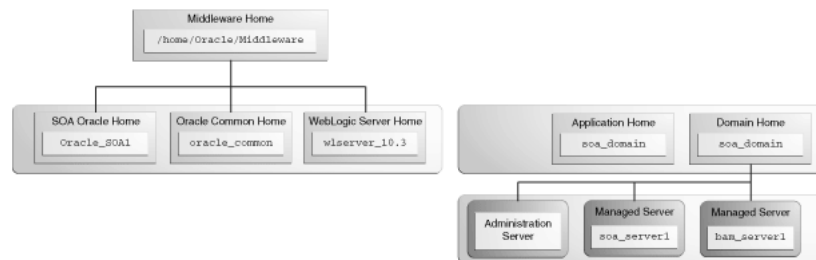 Middleware Home
/home/Oracle/Middleware
SOA Oracle Home
Oracle_SOA1
Oracle Common Home
oracle_common
WebLogic Server Home
wlserver_10.3
Application Home
soa_domain
Domain Home
soa_domain
Administration
Server
Managed Server
soa_server1
Managed Server
bam_server1